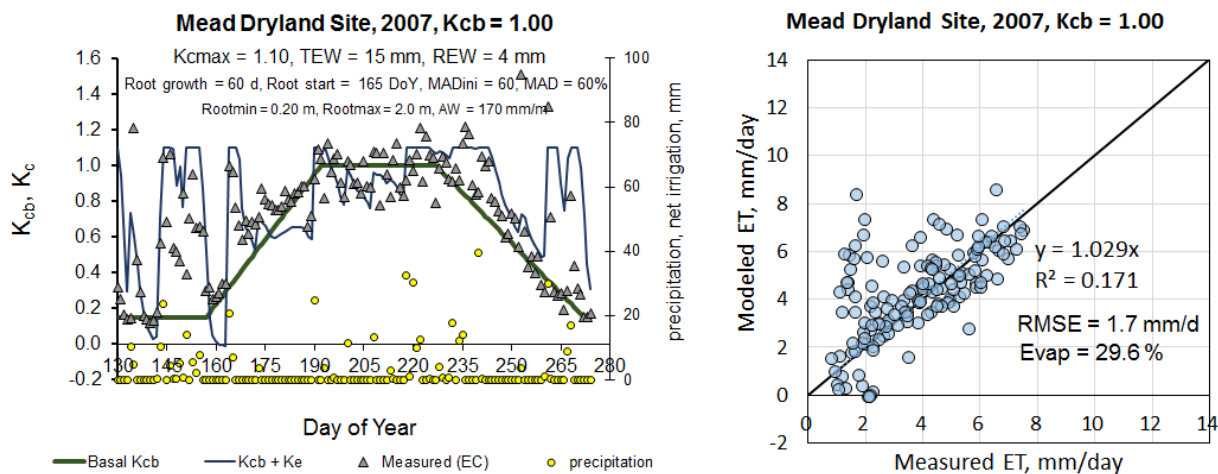 Mead Dryland Site, 2007, Kcb = 1.00
Kcmax = 1.10, TEW = 15 mm, REW = 4 mm
Root growth = 60 d, Root start = 165 DoY, MADini = 60, MAD = 60%
Rootmin = 0.20 m, Rootmax = 2.0 m, AW = 170 mm/m
1.6
1.4
1.2
1.0
0.8
0.6
0.4
0.2
0.0
-0.2
Kcb, Kc
100
80
60
40
20
0
precipitation, net irrigation, mm
130 145 160 175 190 205 220 235 250 265 280
Day of Year
Basal Kcb Kcb + Ke Measured (EC) precipitation
Mead Dryland Site, 2007, Kcb = 1.00
14
12
10
8
6
4
2
0
-2
Modeled ET, mm/day
y = 1.029x
R² = 0.171
RMSE = 1.7 mm/d
Evap = 29.6 %
0 2 4 6 8 10 12 14
Measured ET, mm/day